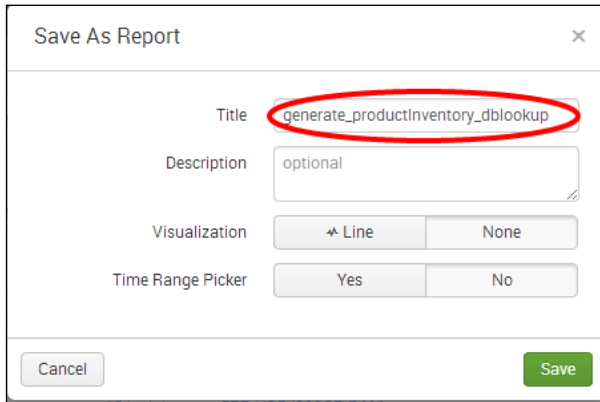 Save As Report ×
Title generate_productInventory_dblookup
Description optional
Visualization Line None
Time Range Picker Yes No
Cancel Save